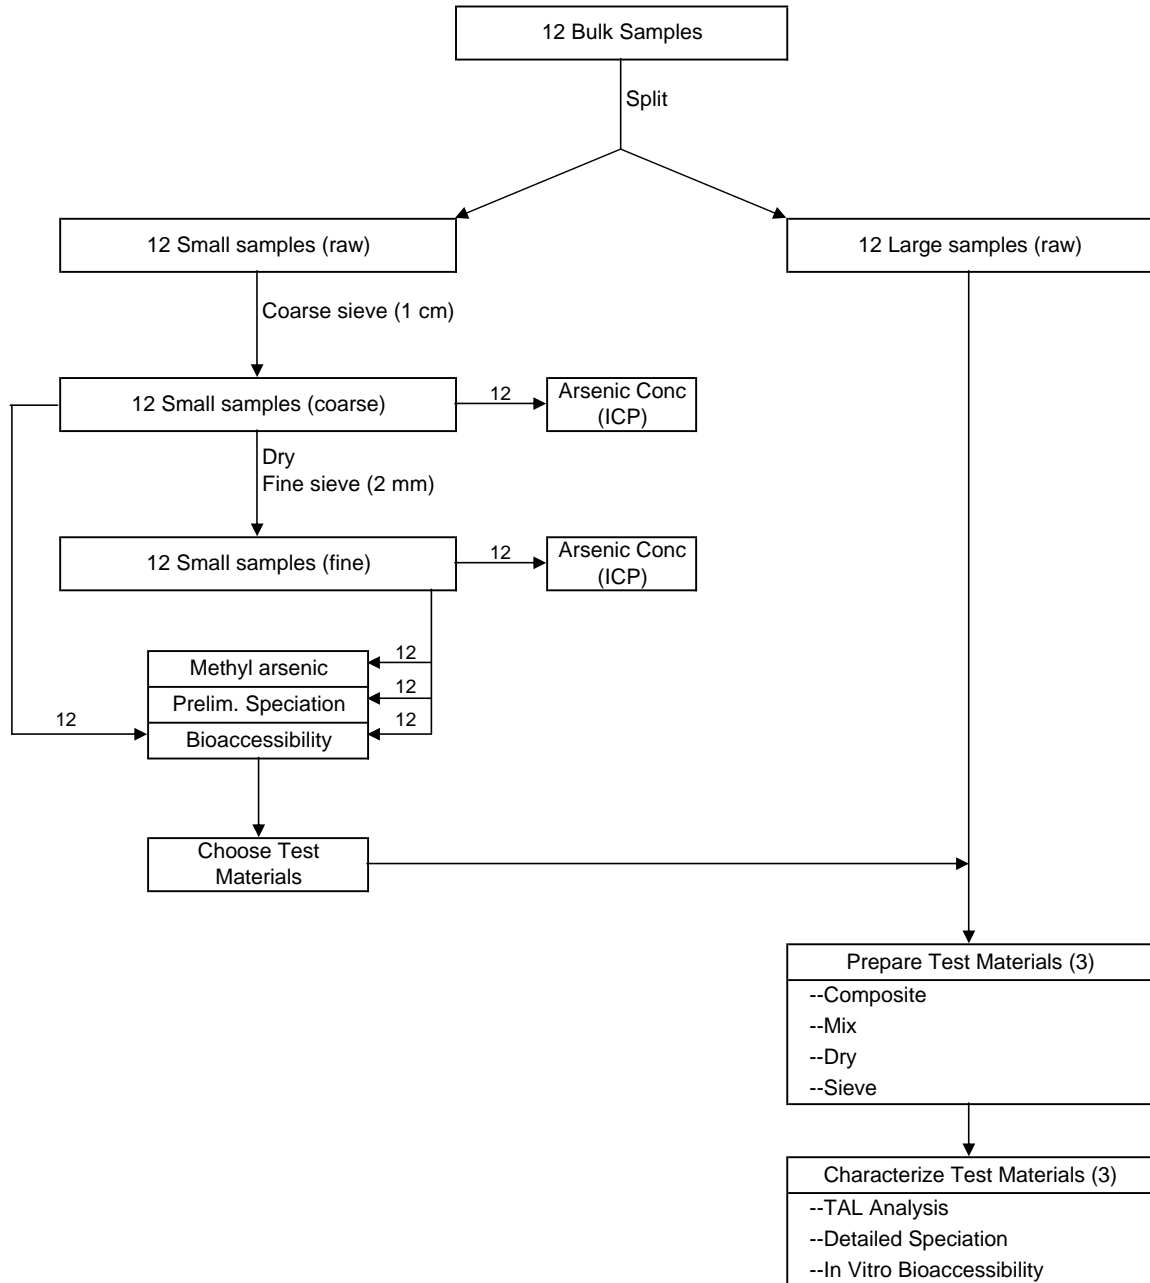 12 Bulk Samples
Split
12 Small samples (raw)
12 Large samples (raw)
Coarse sieve (1 cm)
12 Small samples (coarse)
12
Arsenic Conc
(ICP)
Dry
Fine sieve (2 mm)
12 Small samples (fine)
12
Arsenic Conc
(ICP)
12
Methyl arsenic
12
Prelim. Speciation
12
12
Bioaccessibility
Choose Test
Materials
Prepare Test Materials (3)
--Composite
--Mix
--Dry
--Sieve
Characterize Test Materials (3)
--TAL Analysis
--Detailed Speciation
--In Vitro Bioaccessibility